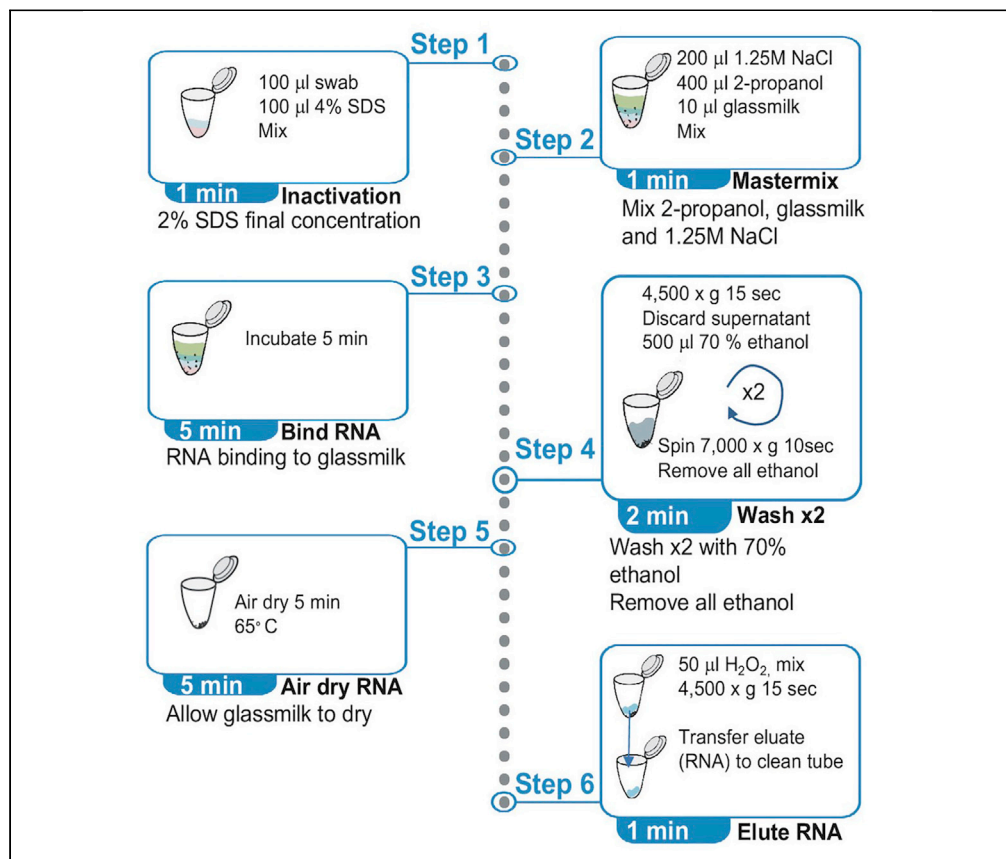 Step 1
100 µl swab
100 µl 4% SDS
Mix
1 min Inactivation
2% SDS final concentration
Step 2
200 µl 1.25M NaCl
400 µl 2-propanol
10 µl glassmilk
Mix
1 min Mastermix
Mix 2-propanol, glassmilk
and 1.25M NaCl
Step 3
Incubate 5 min
5 min Bind RNA
RNA binding to glassmilk
Step 4
4,500 x g 15 sec
Discard supernatant
500 µl 70 % ethanol
x2
Spin 7,000 x g 10sec
Remove all ethanol
2 min Wash x2
Wash x2 with 70%
ethanol
Remove all ethanol
Step 5
Air dry 5 min
65° C
5 min Air dry RNA
Allow glassmilk to dry
Step 6
50 µl H₂O₂, mix
4,500 x g 15 sec
Transfer eluate
(RNA) to clean tube
1 min Elute RNA